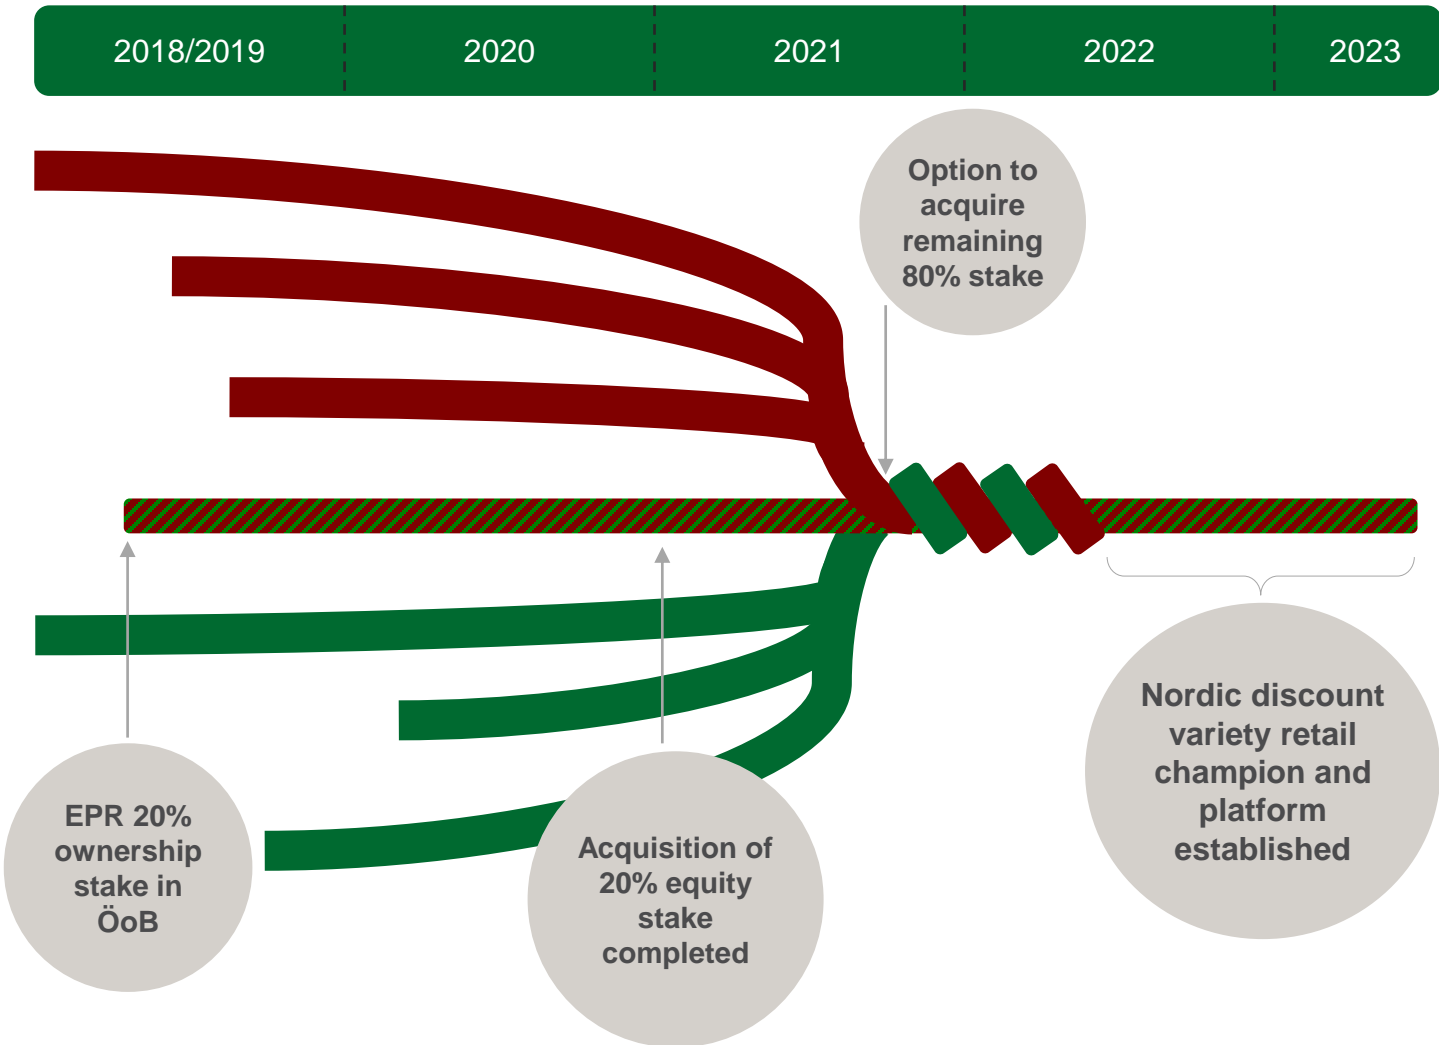 2018/2019
2020
2021
2022
2023
Option to
acquire
remaining
80% stake
EPR 20%
ownership
stake in
ÖoB
Acquisition of
20% equity
stake
completed
Nordic discount
variety retail
champion and
platform
established